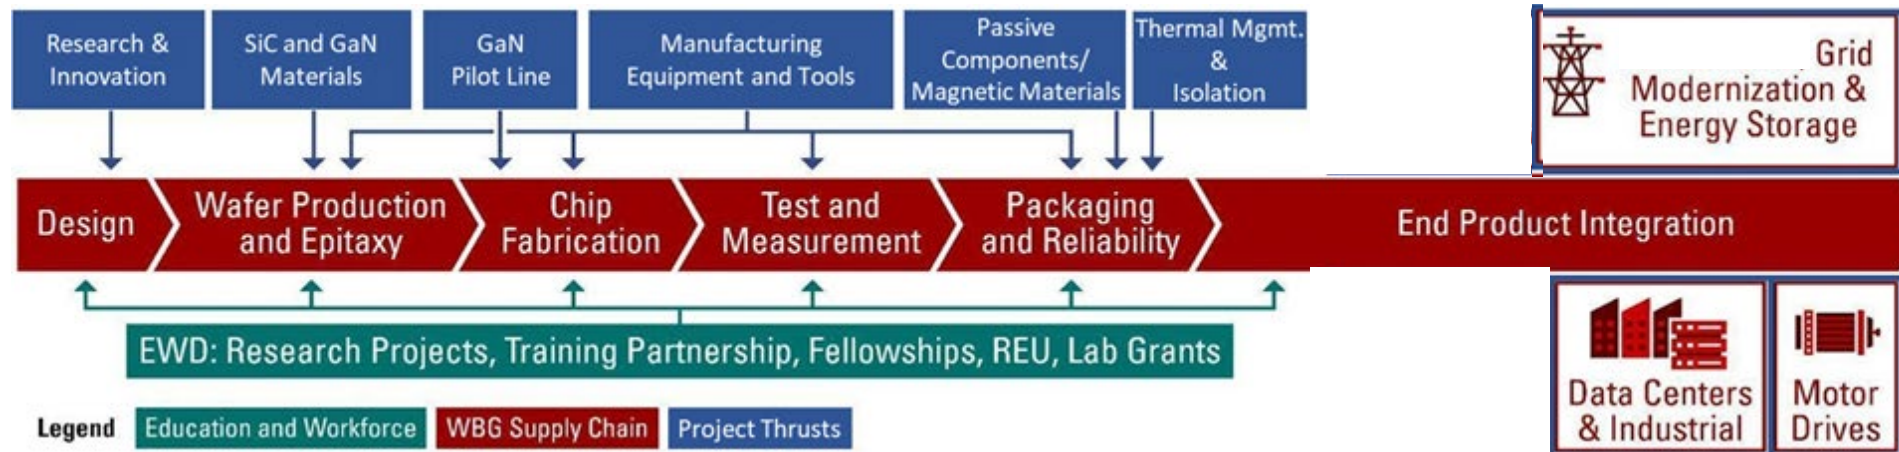 Research &
Innovation
SiC and GaN
Materials
GaN
Pilot Line
Manufacturing
Equipment and Tools
Passive
Components/
Magnetic Materials
Thermal Mgmt.
&
Isolation
Grid
Modernization &
Energy Storage
Design
Wafer Production
and Epitaxy
Chip
Fabrication
Test and
Measurement
Packaging
and Reliability
End Product Integration
EWD: Research Projects, Training Partnership, Fellowships, REU, Lab Grants
Data Centers
& Industrial
Motor
Drives
Legend
Education and Workforce
WBG Supply Chain
Project Thrusts